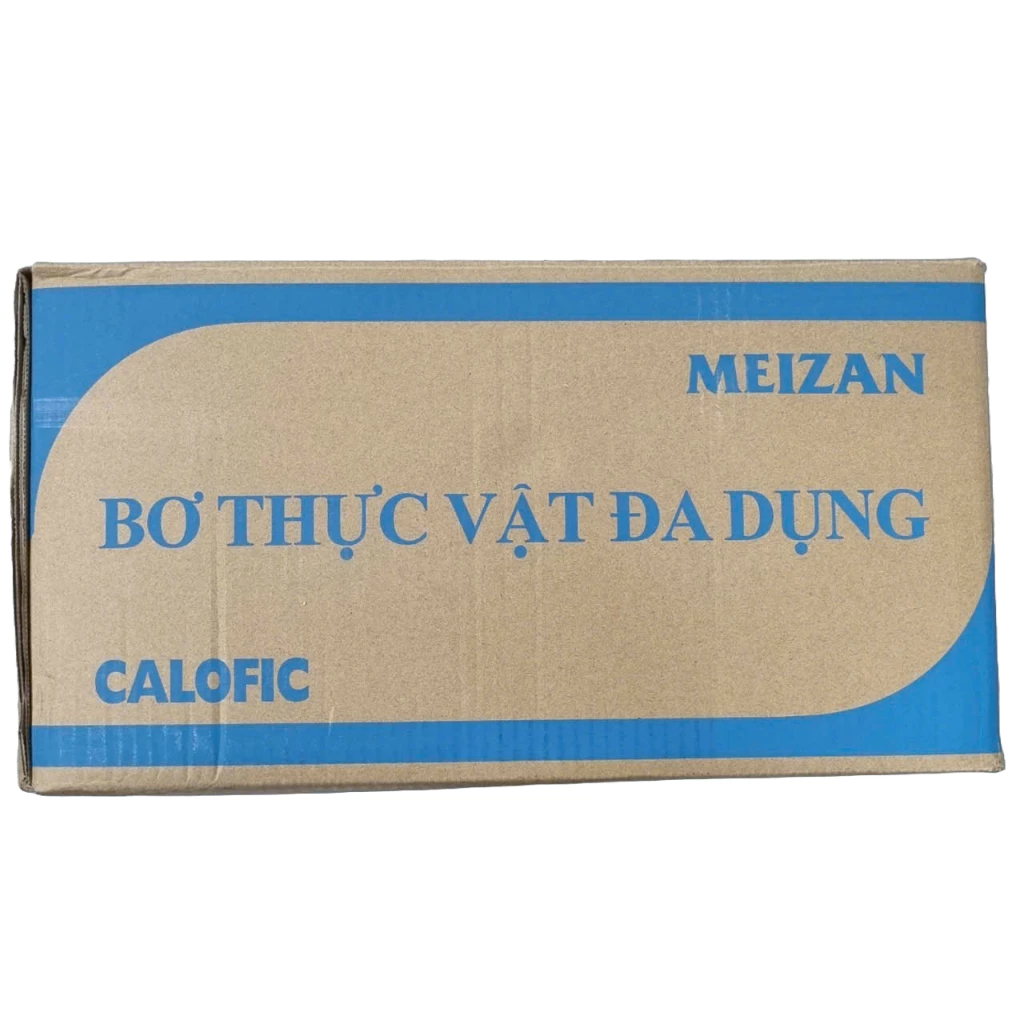 MEIZAN
BƠ THỰC VẬT ĐA DỤNG
CALOFIC